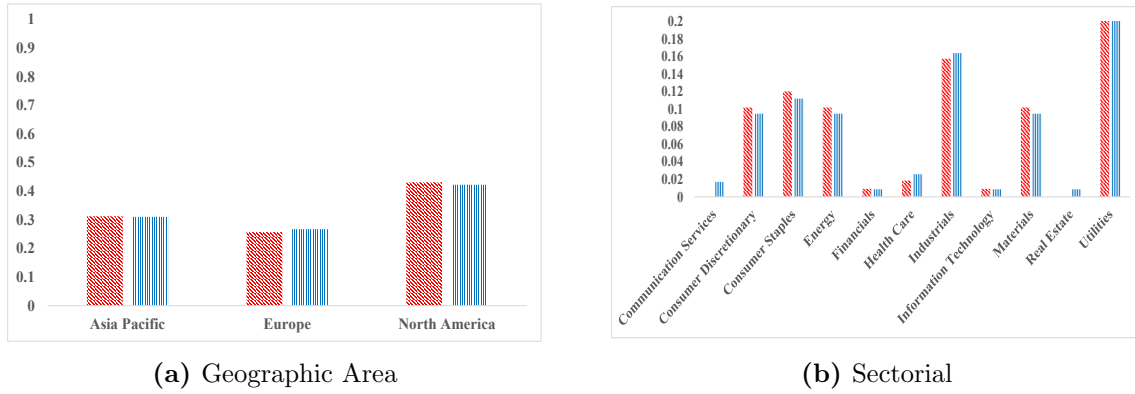 1
0.9
0.8
0.7
0.6
0.5
0.4
0.3
0.2
0.1
0
Asia Pacific
Europe
North America
(a) Geographic Area
0.2
0.18
0.16
0.14
0.12
0.1
0.08
0.06
0.04
0.02
0
Communication Services
Consumer Discretionary
Consumer Staples
Energy
Financials
Health Care
Industrials
Information Technology
Materials
Real Estate
Utilities
(b) Sectorial